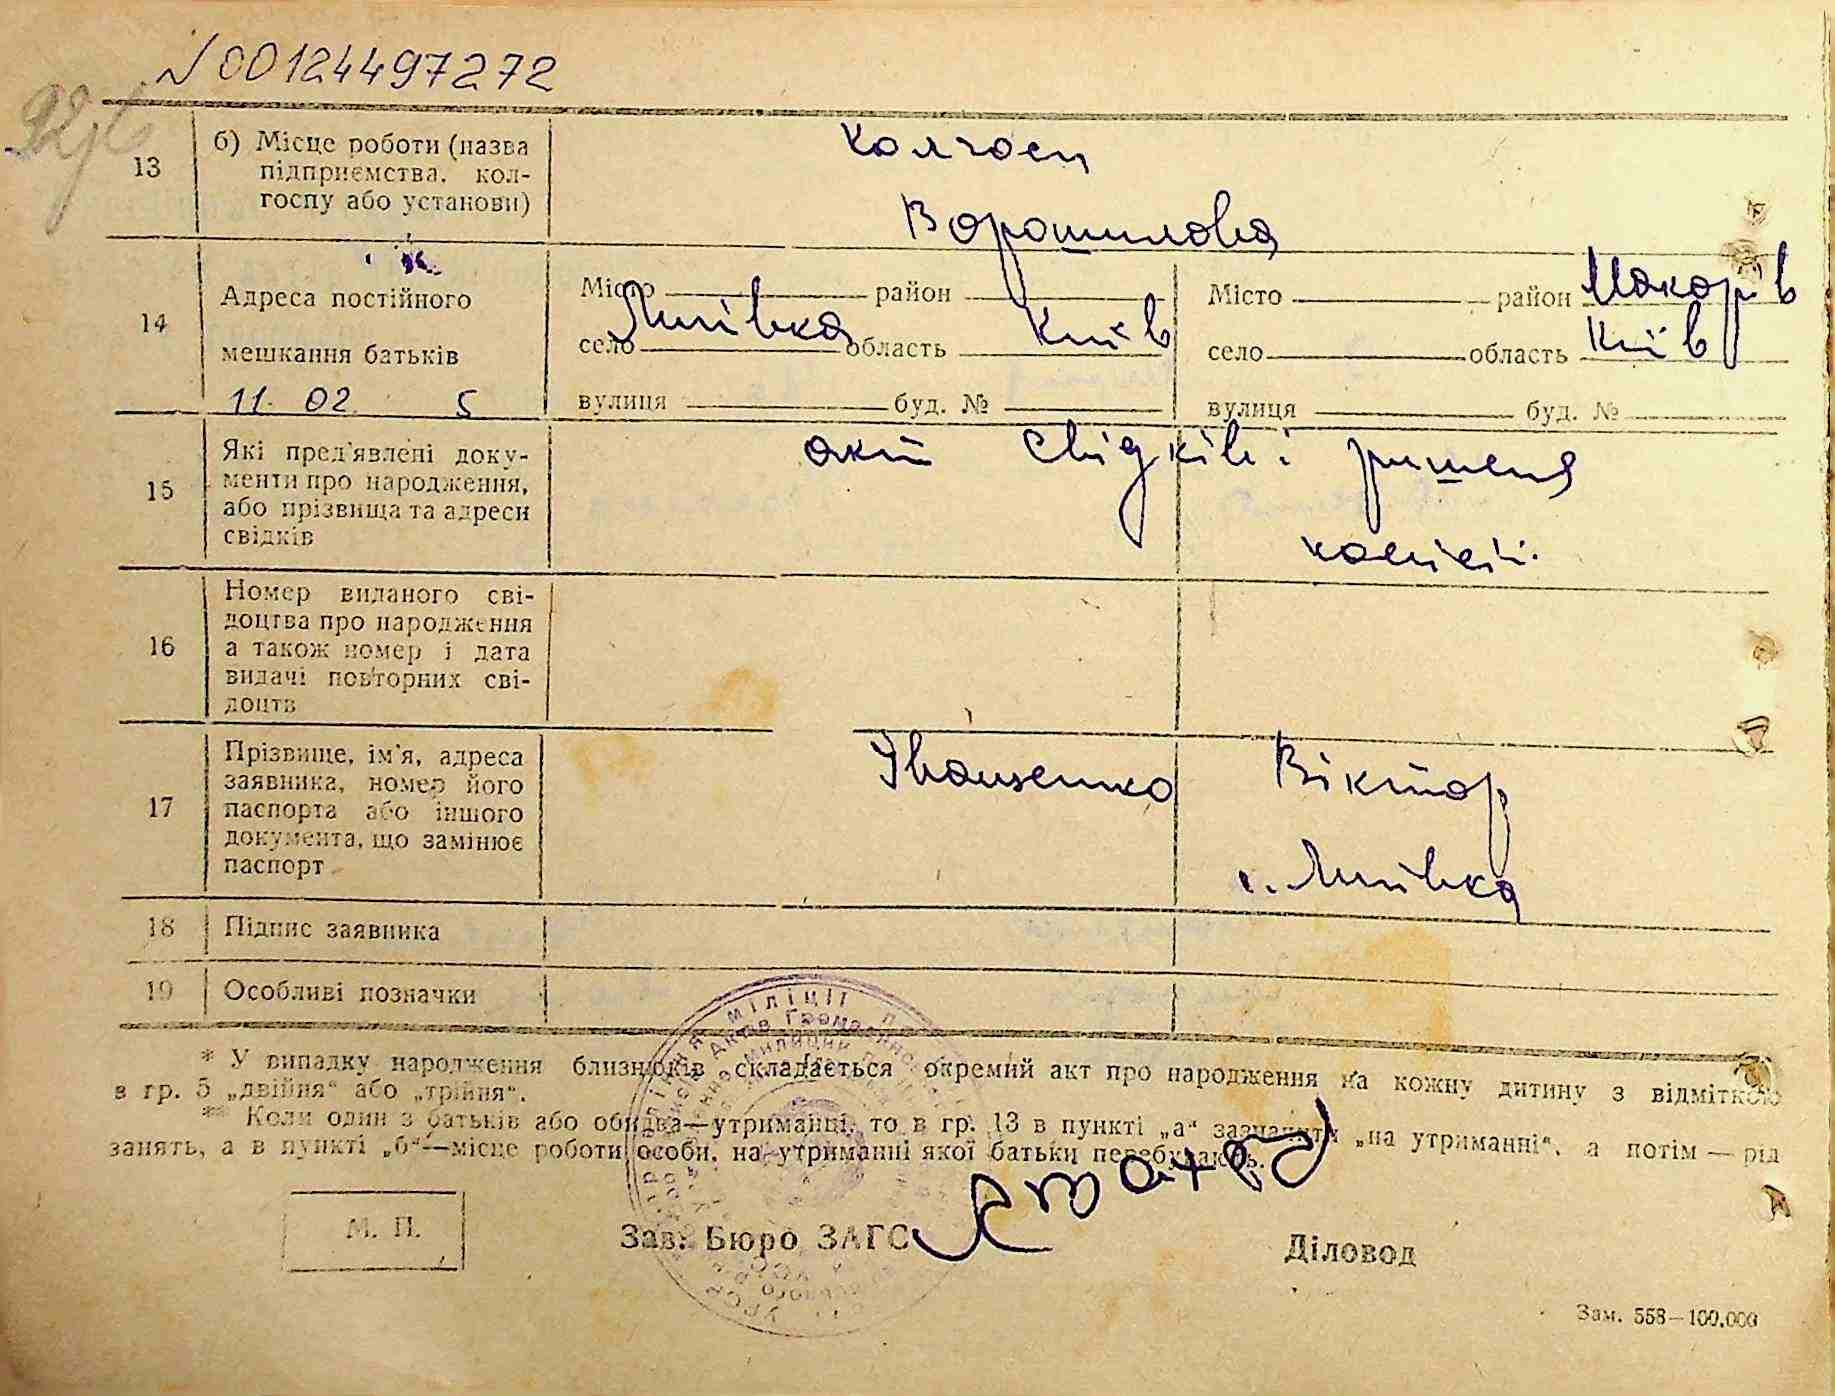 №00124497272
13
б) Місце роботи (назва
підприємства, кол-
госпу або установи)
колгосп
Ворошилова
14
Адреса постійного
мешкання батьків
11. 02. 5
Місто район
село Липівка область Київ
вулиця буд. №
Місто район Макорів
село область Київ
вулиця буд. №
15
Які пред'явлені доку-
менти про народження,
або прізвища та адреси
свідків
акт свідків і ришеня
комісії
16
Номер виданого сві-
доцтва про народження
а також номер і дата
видачі повторних сві-
доцтв
17
Прізвище, ім'я, адреса
заявника, номер його
паспорта або іншого
документа, що замінює
паспорт
Віктор
с. Липівка
18
Підпис заявника
19
Особливі позначки
* У випадку народження близнюків складається окремий акт про народження на кожну дитину з відміткою
в гр. 5 „двійня“ або „трійня“.
** Коли один з батьків або обидва—утриманці, то в гр. 13 в пункті „а“ зазначити „на утриманні“, а потім — рід
занять, а в пункті „б“—місце роботи особи, на утриманні якої батьки перебувають.
М. П.
Зав. Бюро ЗАГС
Діловод
Зам. 558—100.000